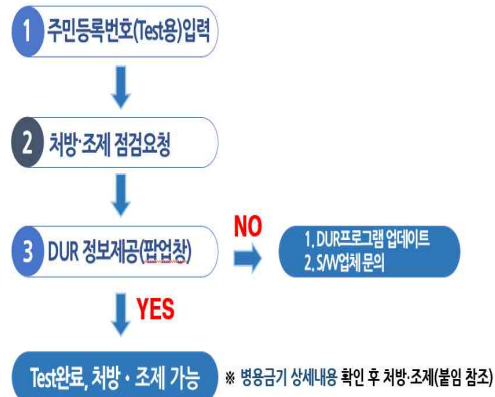 1 주민등록번호(Test용)입력
2 처방·조제 점검요청
3 DUR 정보제공(팝업창)
NO
1. DUR프로그램 업데이트
2. S/W업체 문의
YES
Test완료, 처방·조제 가능
※ 병용금기 상세내용 확인 후 처방·조제(붙임 참조)